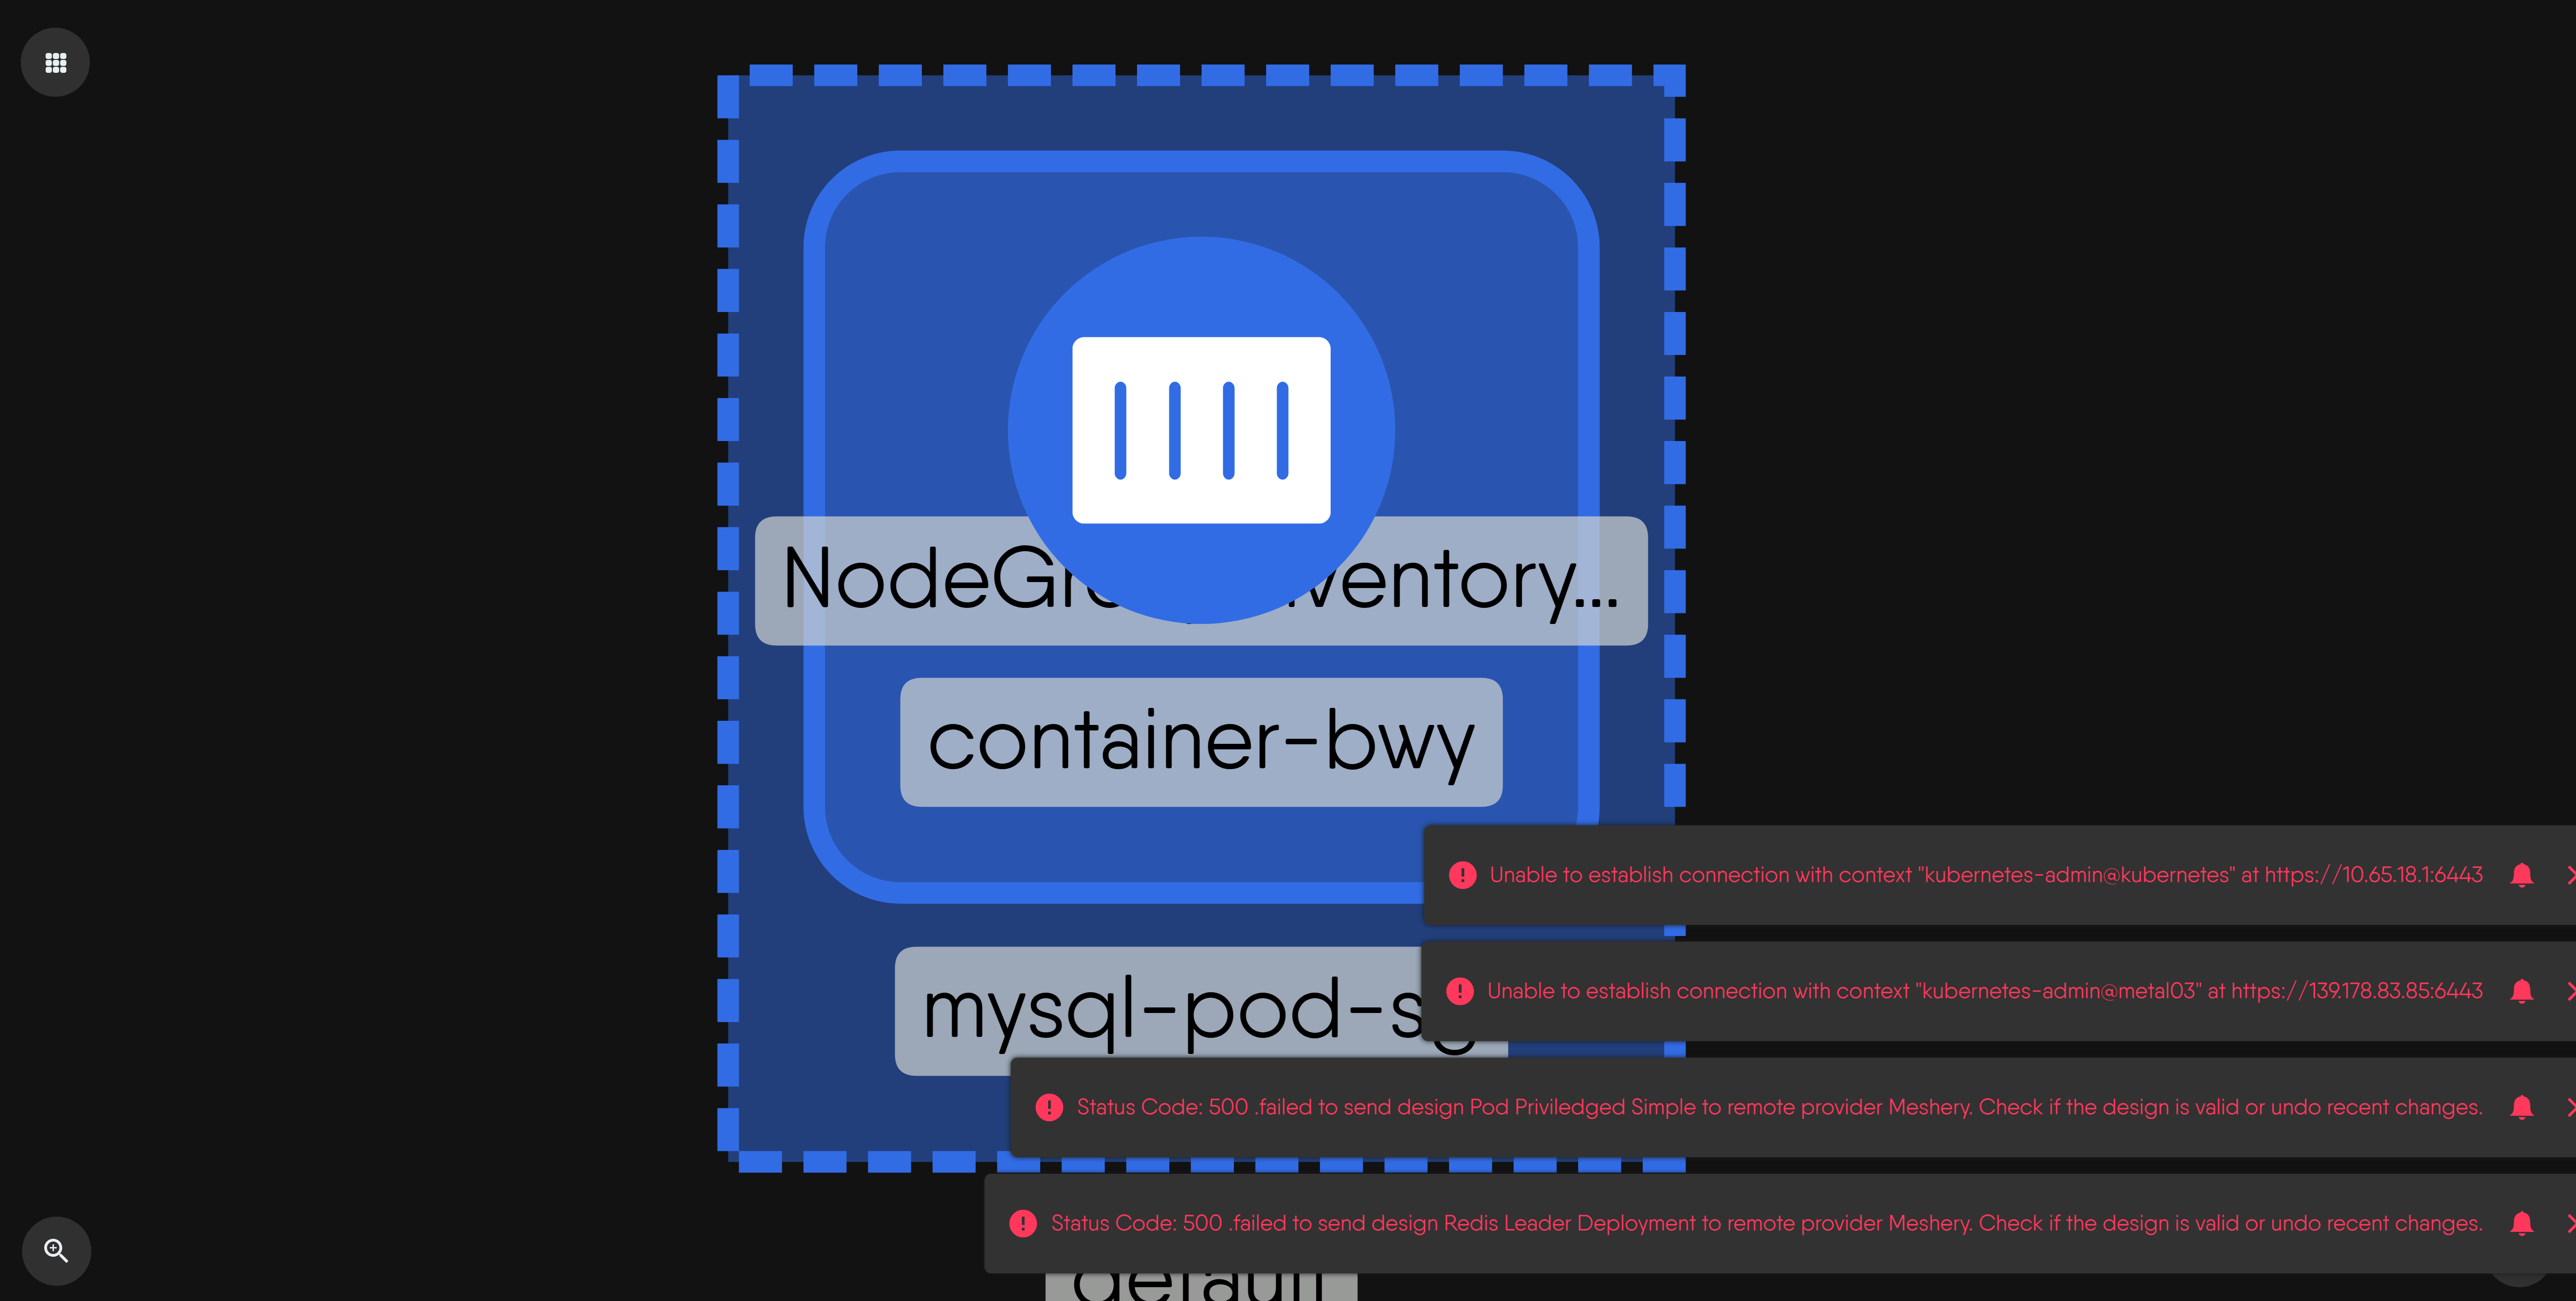 container-bwy
Unable to establish connection with context "kubernetes-admin@kubernetes" at https://10.65.18.1:6443
Unable to establish connection with context "kubernetes-admin@metal03" at https://139.178.83.85:6443
mysql-pod-sg
Status Code: 500 .failed to send design Pod Priviledged Simple to remote provider Meshery. Check if the design is valid or undo recent changes.
Status Code: 500 .failed to send design Redis Leader Deployment to remote provider Meshery. Check if the design is valid or undo recent changes.
default